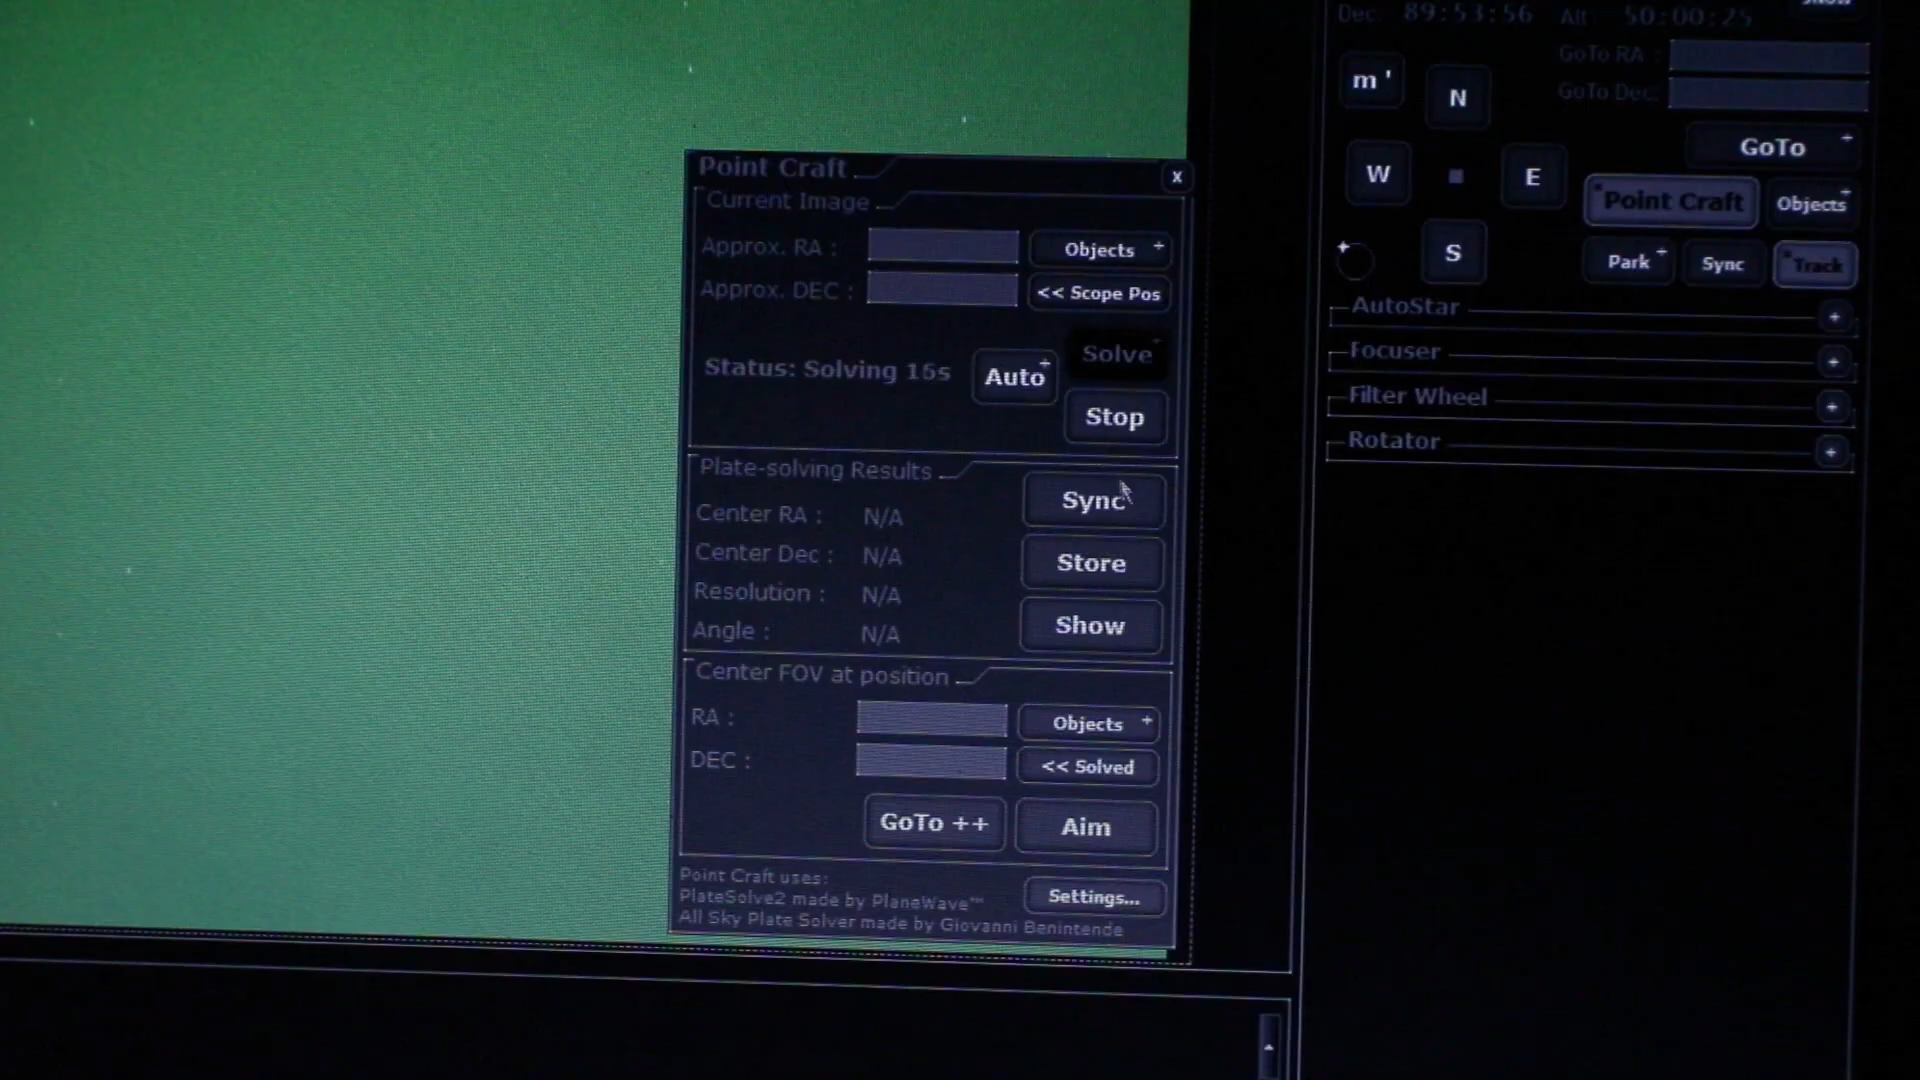 Dec: 89:53:56 Alt 50:00:25
GoTo RA :
GoTo Dec:
m '
N
W
E
S
GoTo
Point Craft
Objects
Park
Sync
Track
AutoStar
Focuser
Filter Wheel
Rotator
Point Craft
x
Current Image
Approx. RA :
Objects
Approx. DEC :
<< Scope Pos
Status: Solving 16s
Auto
Solve
Stop
Plate-solving Results
Center RA : N/A
Center Dec : N/A
Resolution : N/A
Angle : N/A
Sync
Store
Show
Center FOV at position
RA :
Objects
DEC :
<< Solved
GoTo ++
Aim
Point Craft uses:
PlateSolve2 made by PlaneWave™
All Sky Plate Solver made by Giovanni Benintende
Settings...